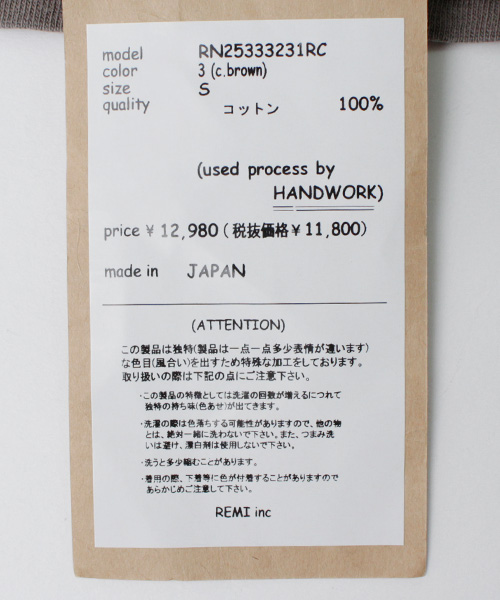 model RN25333231RC
color 3 (c.brown)
size S
quality コットン 100%
(used process by
HANDWORK)
price ¥ 12,980 ( 税抜価格 ¥ 11,800)
made in JAPAN
(ATTENTION)
この製品は独特(製品は一点一点多少表情が違います)
な色目(風合い)を出すため特殊な加工をしております。
取り扱いの際は下記の点にご注意下さい。
・この製品の特徴としては洗濯の回数が増えるにつれて
独特の持ち味(色あせ)が出てきます。
・洗濯の際は色落ちする可能性がありますので、他の物
とは、絶対一緒に洗わないで下さい。また、つまみ洗
いは避け、漂白剤は使用しないで下さい。
・洗うと多少縮むことがあります。
・着用の際、下着等に色が付着することがありますので
あらかじめご注意して下さい。
REMI inc